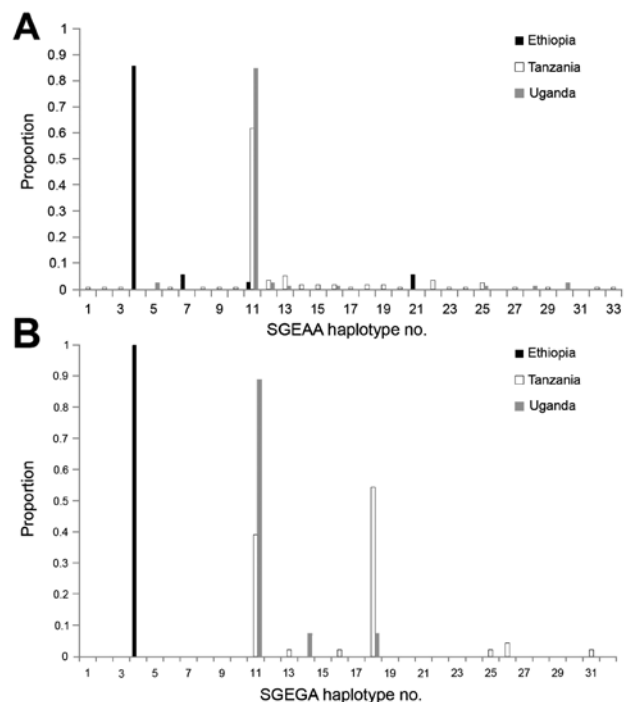 A
Proportion
1
0.9
0.8
0.7
0.6
0.5
0.4
0.3
0.2
0.1
0
Ethiopia
Tanzania
Uganda
1 3 5 7 9 11 13 15 17 19 21 23 25 27 29 31 33
SGEAA haplotype no.
B
Proportion
1
0.9
0.8
0.7
0.6
0.5
0.4
0.3
0.2
0.1
0
Ethiopia
Tanzania
Uganda
1 3 5 7 9 11 13 15 17 19 21 23 25 27 29 31
SGEGA haplotype no.